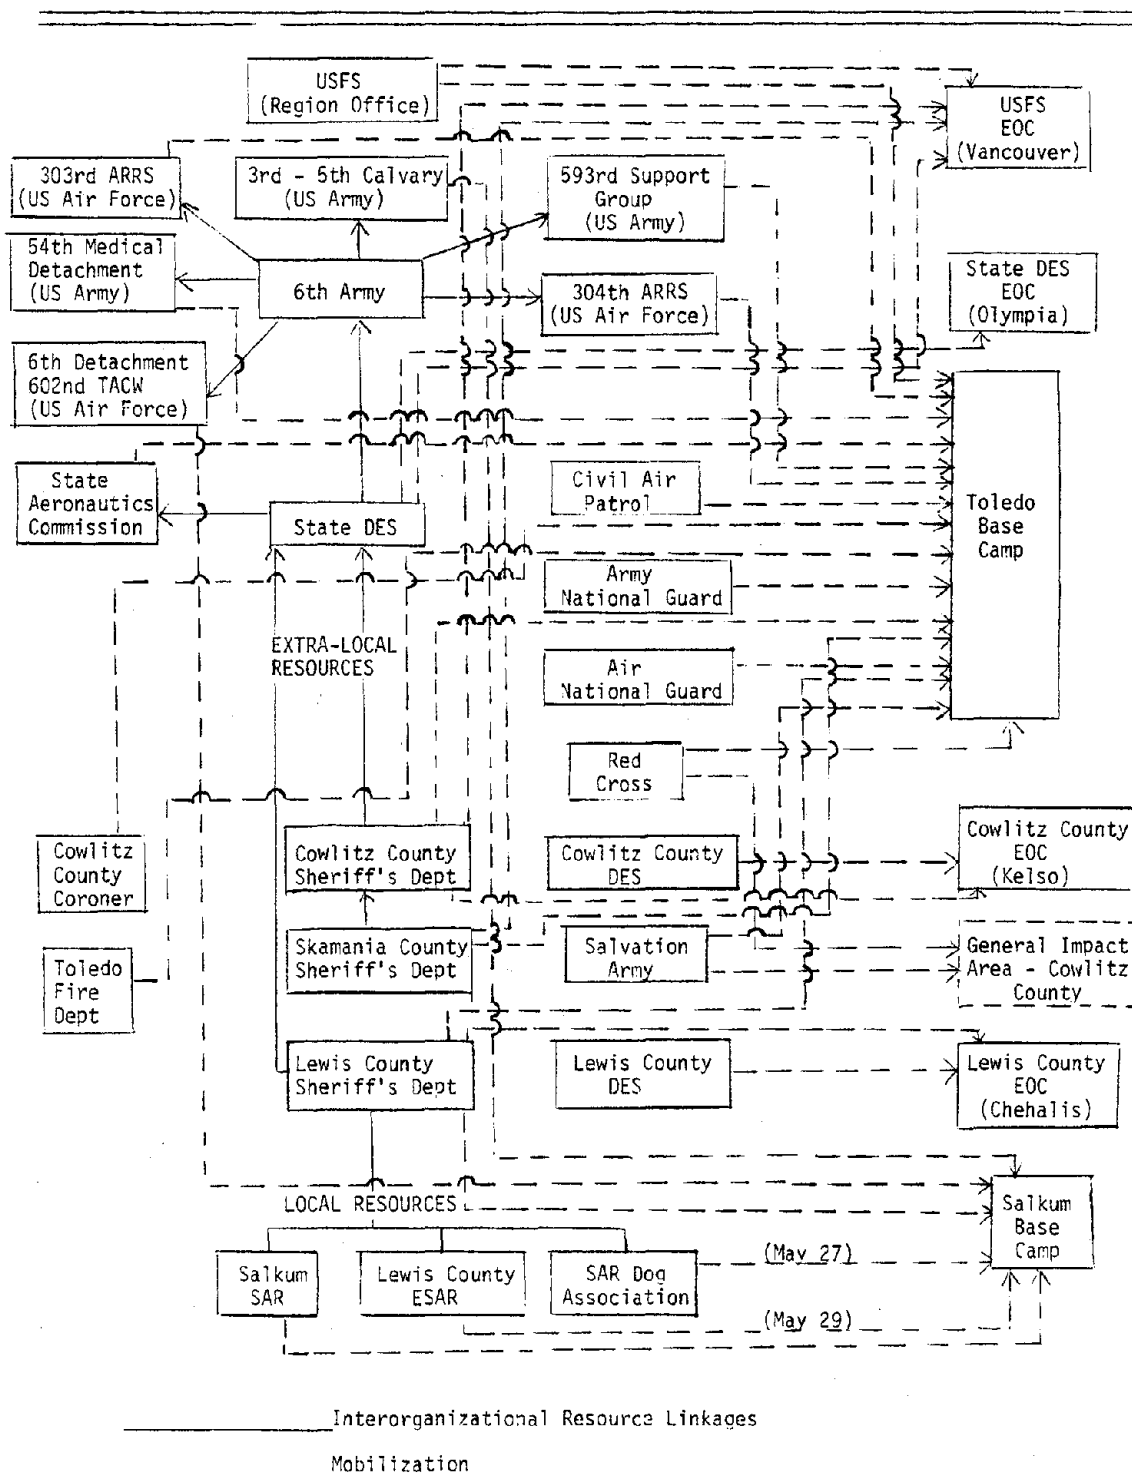 USFS
(Region Office)
USFS
EOC
(Vancouver)
303rd ARRS
(US Air Force)
3rd - 5th Calvary
(US Army)
593rd Support
Group
(US Army)
54th Medical
Detachment
(US Army)
6th Army
304th ARRS
(US Air Force)
State DES
EOC
(Olympia)
6th Detachment
602nd TACW
(US Air Force)
State
Aeronautics
Commission
State DES
Civil Air
Patrol
Toledo
Base
Camp
Army
National Guard
EXTRA-LOCAL
RESOURCES
Air
National Guard
Red
Cross
Cowlitz
County
Coroner
Cowlitz County
Sheriff's Dept
Cowlitz County
DES
Cowlitz County
EOC
(Kelso)
Toledo
Fire
Dept
Skamania County
Sheriff's Dept
Salvation
Army
General Impact
Area - Cowlitz
County
Lewis County
Sheriff's Dept
Lewis County
DES
Lewis County
EOC
(Chehalis)
LOCAL RESOURCES
Salkum
Base
Camp
Salkum
SAR
Lewis County
ESAR
SAR Dog
Association
(May 27)
(May 29)
Interorganizational Resource Linkages
Mobilization